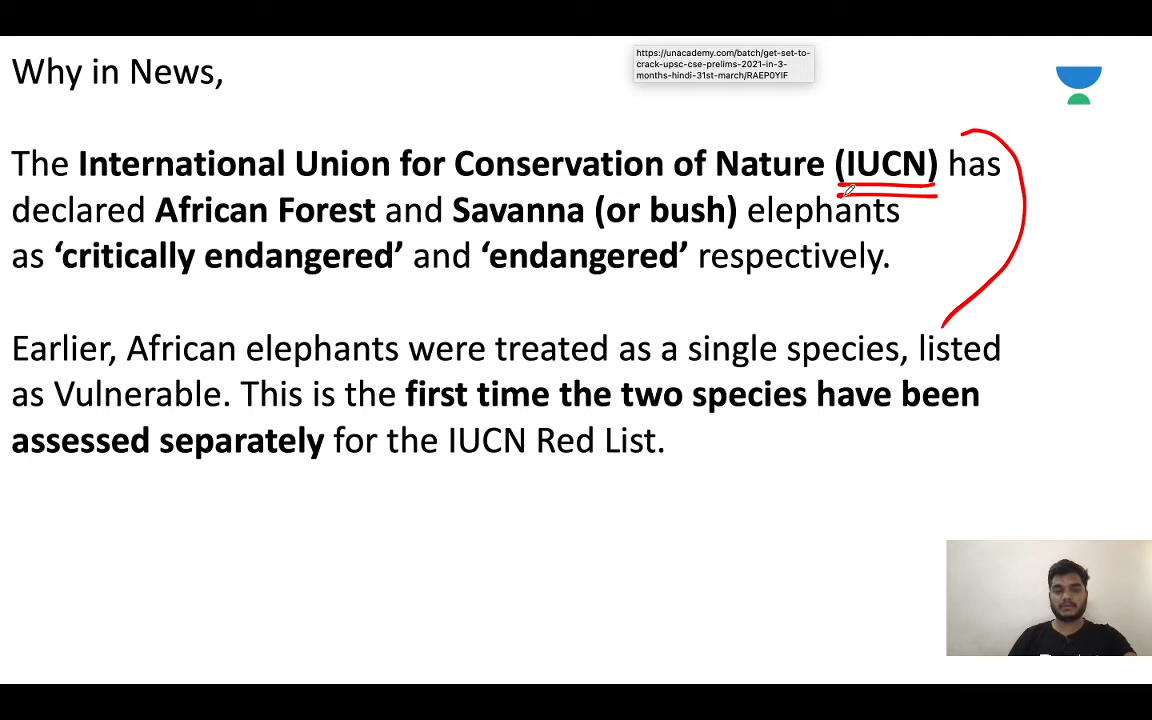 Why in News,
https://unacademy.com/batch/get-set-to-
crack-upsc-cse-prelims-2021-in-3-
months-hindi-31st-march/RAEP0YIF
The International Union for Conservation of Nature (IUCN) has
declared African Forest and Savanna (or bush) elephants
as ‘critically endangered’ and ‘endangered’ respectively.
Earlier, African elephants were treated as a single species, listed
as Vulnerable. This is the first time the two species have been
assessed separately for the IUCN Red List.